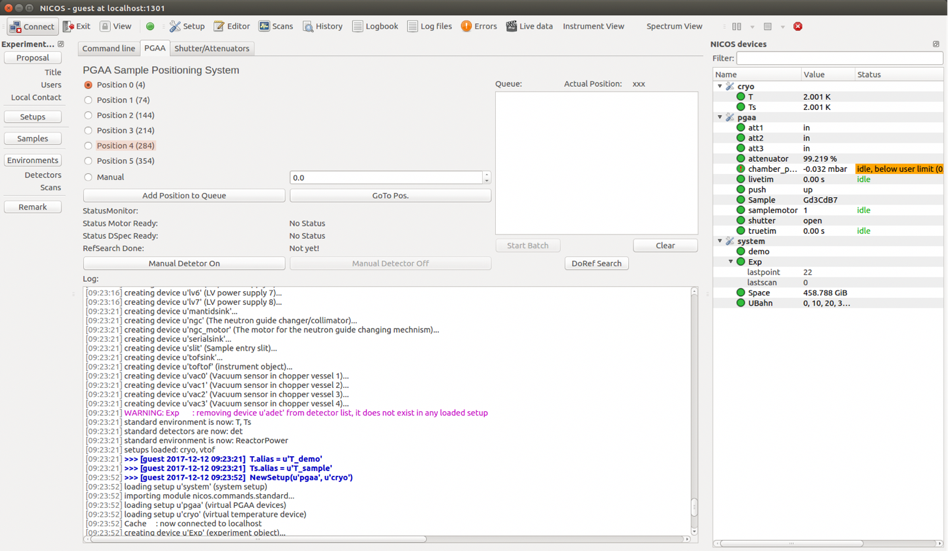 NICOS - guest at localhost:1301
Connect Exit View Setup Editor Scans History Logbook Log files Errors Live data Instrument View Spectrum View
Experiment...
Proposal
Title
Users
Local Contact
Setups
Samples
Environments
Detectors
Scans
Remark
Command line PGAA Shutter/Attenuators
PGAA Sample Positioning System
Position 0 (4)
Position 1 (74)
Position 2 (144)
Position 3 (214)
Position 4 (284)
Position 5 (354)
Manual 0.0
Add Position to Queue GoTo Pos.
StatusMonitor:
Status Motor Ready: No Status
Status DSpec Ready: No Status
RefSearch Done: Not yet!
Manual Detetor On Manual Detector Off
Queue: Actual Position: xxx
Start Batch Clear
DoRef Search
Log:
[09:23:16] creating device u'lv6' (LV power supply 7)...
[09:23:16] creating device u'lv7' (LV power supply 8)...
[09:23:21] creating device u'mantidsink'...
[09:23:21] creating device u'ngc' (The neutron guide changer/collimator)...
[09:23:21] creating device u'ngc_motor' (The motor for the neutron guide changing mechnism)...
[09:23:21] creating device u'serialsink'...
[09:23:21] creating device u'slit' (Sample entry slit)...
[09:23:21] creating device u'tofsink'...
[09:23:21] creating device u'toftof' (instrument object)...
[09:23:21] creating device u'vac0' (Vacuum sensor in chopper vessel 1)...
[09:23:21] creating device u'vac1' (Vacuum sensor in chopper vessel 2)...
[09:23:21] creating device u'vac2' (Vacuum sensor in chopper vessel 3)...
[09:23:21] creating device u'vac3' (Vacuum sensor in chopper vessel 4)...
[09:23:21] WARNING: Exp : removing device u'adet' from detector list, it does not exist in any loaded setup
[09:23:21] standard environment is now: T, Ts
[09:23:21] standard detectors are now: det
[09:23:21] standard environment is now: ReactorPower
[09:23:21] setups loaded: cryo, vtof
[09:23:21] >>> [guest 2017-12-12 09:23:21] T.alias = u'T_demo'
[09:23:21] >>> [guest 2017-12-12 09:23:21] Ts.alias = u'T_sample'
[09:23:52] >>> [guest 2017-12-12 09:23:52] NewSetup(u'pgaa', u'cryo')
[09:23:52] loading setup u'system' (system setup)
[09:23:52] importing module nicos.commands.standard...
[09:23:52] loading setup u'pgaa' (virtual PGAA devices)
[09:23:52] loading setup u'cryo' (virtual temperature device)
[09:23:52] Cache : now connected to localhost
[09:23:52] creating device u'Exp' (experiment object)...
NICOS devices
Filter:
Name Value Status
cryo
T 2.001 K
Ts 2.001 K
pgaa
att1 in
att2 in
att3 in
attenuator 99.219 %
chamber_p... -0.032 mbar idle, below user limit (0
livetim 0.00 s idle
push up
Sample Gd3CdB7
samplemotor 1 idle
shutter open
truetim 0.00 s idle
system
demo
Exp
lastpoint 22
lastscan 0
Space 458.788 GiB
UBahn 0, 10, 20, 3...